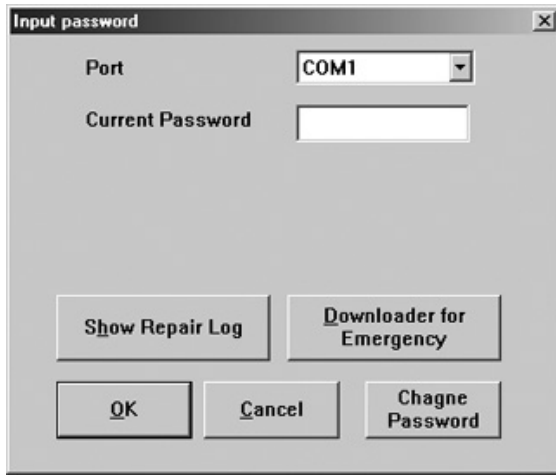 Input password
Port COM1
Current Password
Show Repair Log
Downloader for
Emergency
OK Cancel
Chagne
Password